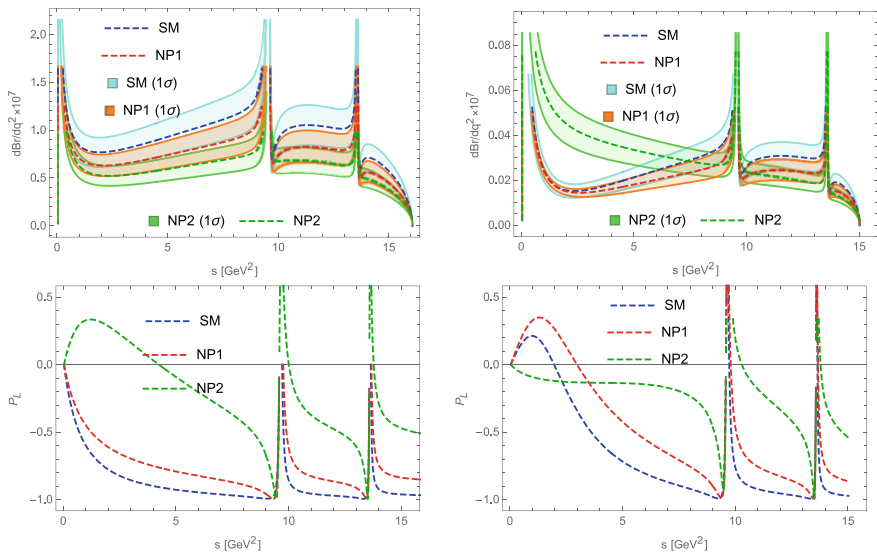 SM
NP1
SM (1σ)
NP1 (1σ)
NP2 (1σ)
NP2
dBr/dq²×10⁷
2.0
1.5
1.0
0.5
0.0
0
5
10
15
s [GeV²]
SM
NP1
SM (1σ)
NP1 (1σ)
NP2 (1σ)
NP2
dBr/dq²×10⁷
0.08
0.06
0.04
0.02
0.00
0
5
10
15
s [GeV²]
SM
NP1
NP2
P_L
0.5
0.0
−0.5
−1.0
0
5
10
15
s [GeV²]
SM
NP1
NP2
P_L
0.5
0.0
−0.5
−1.0
0
5
10
15
s [GeV²]